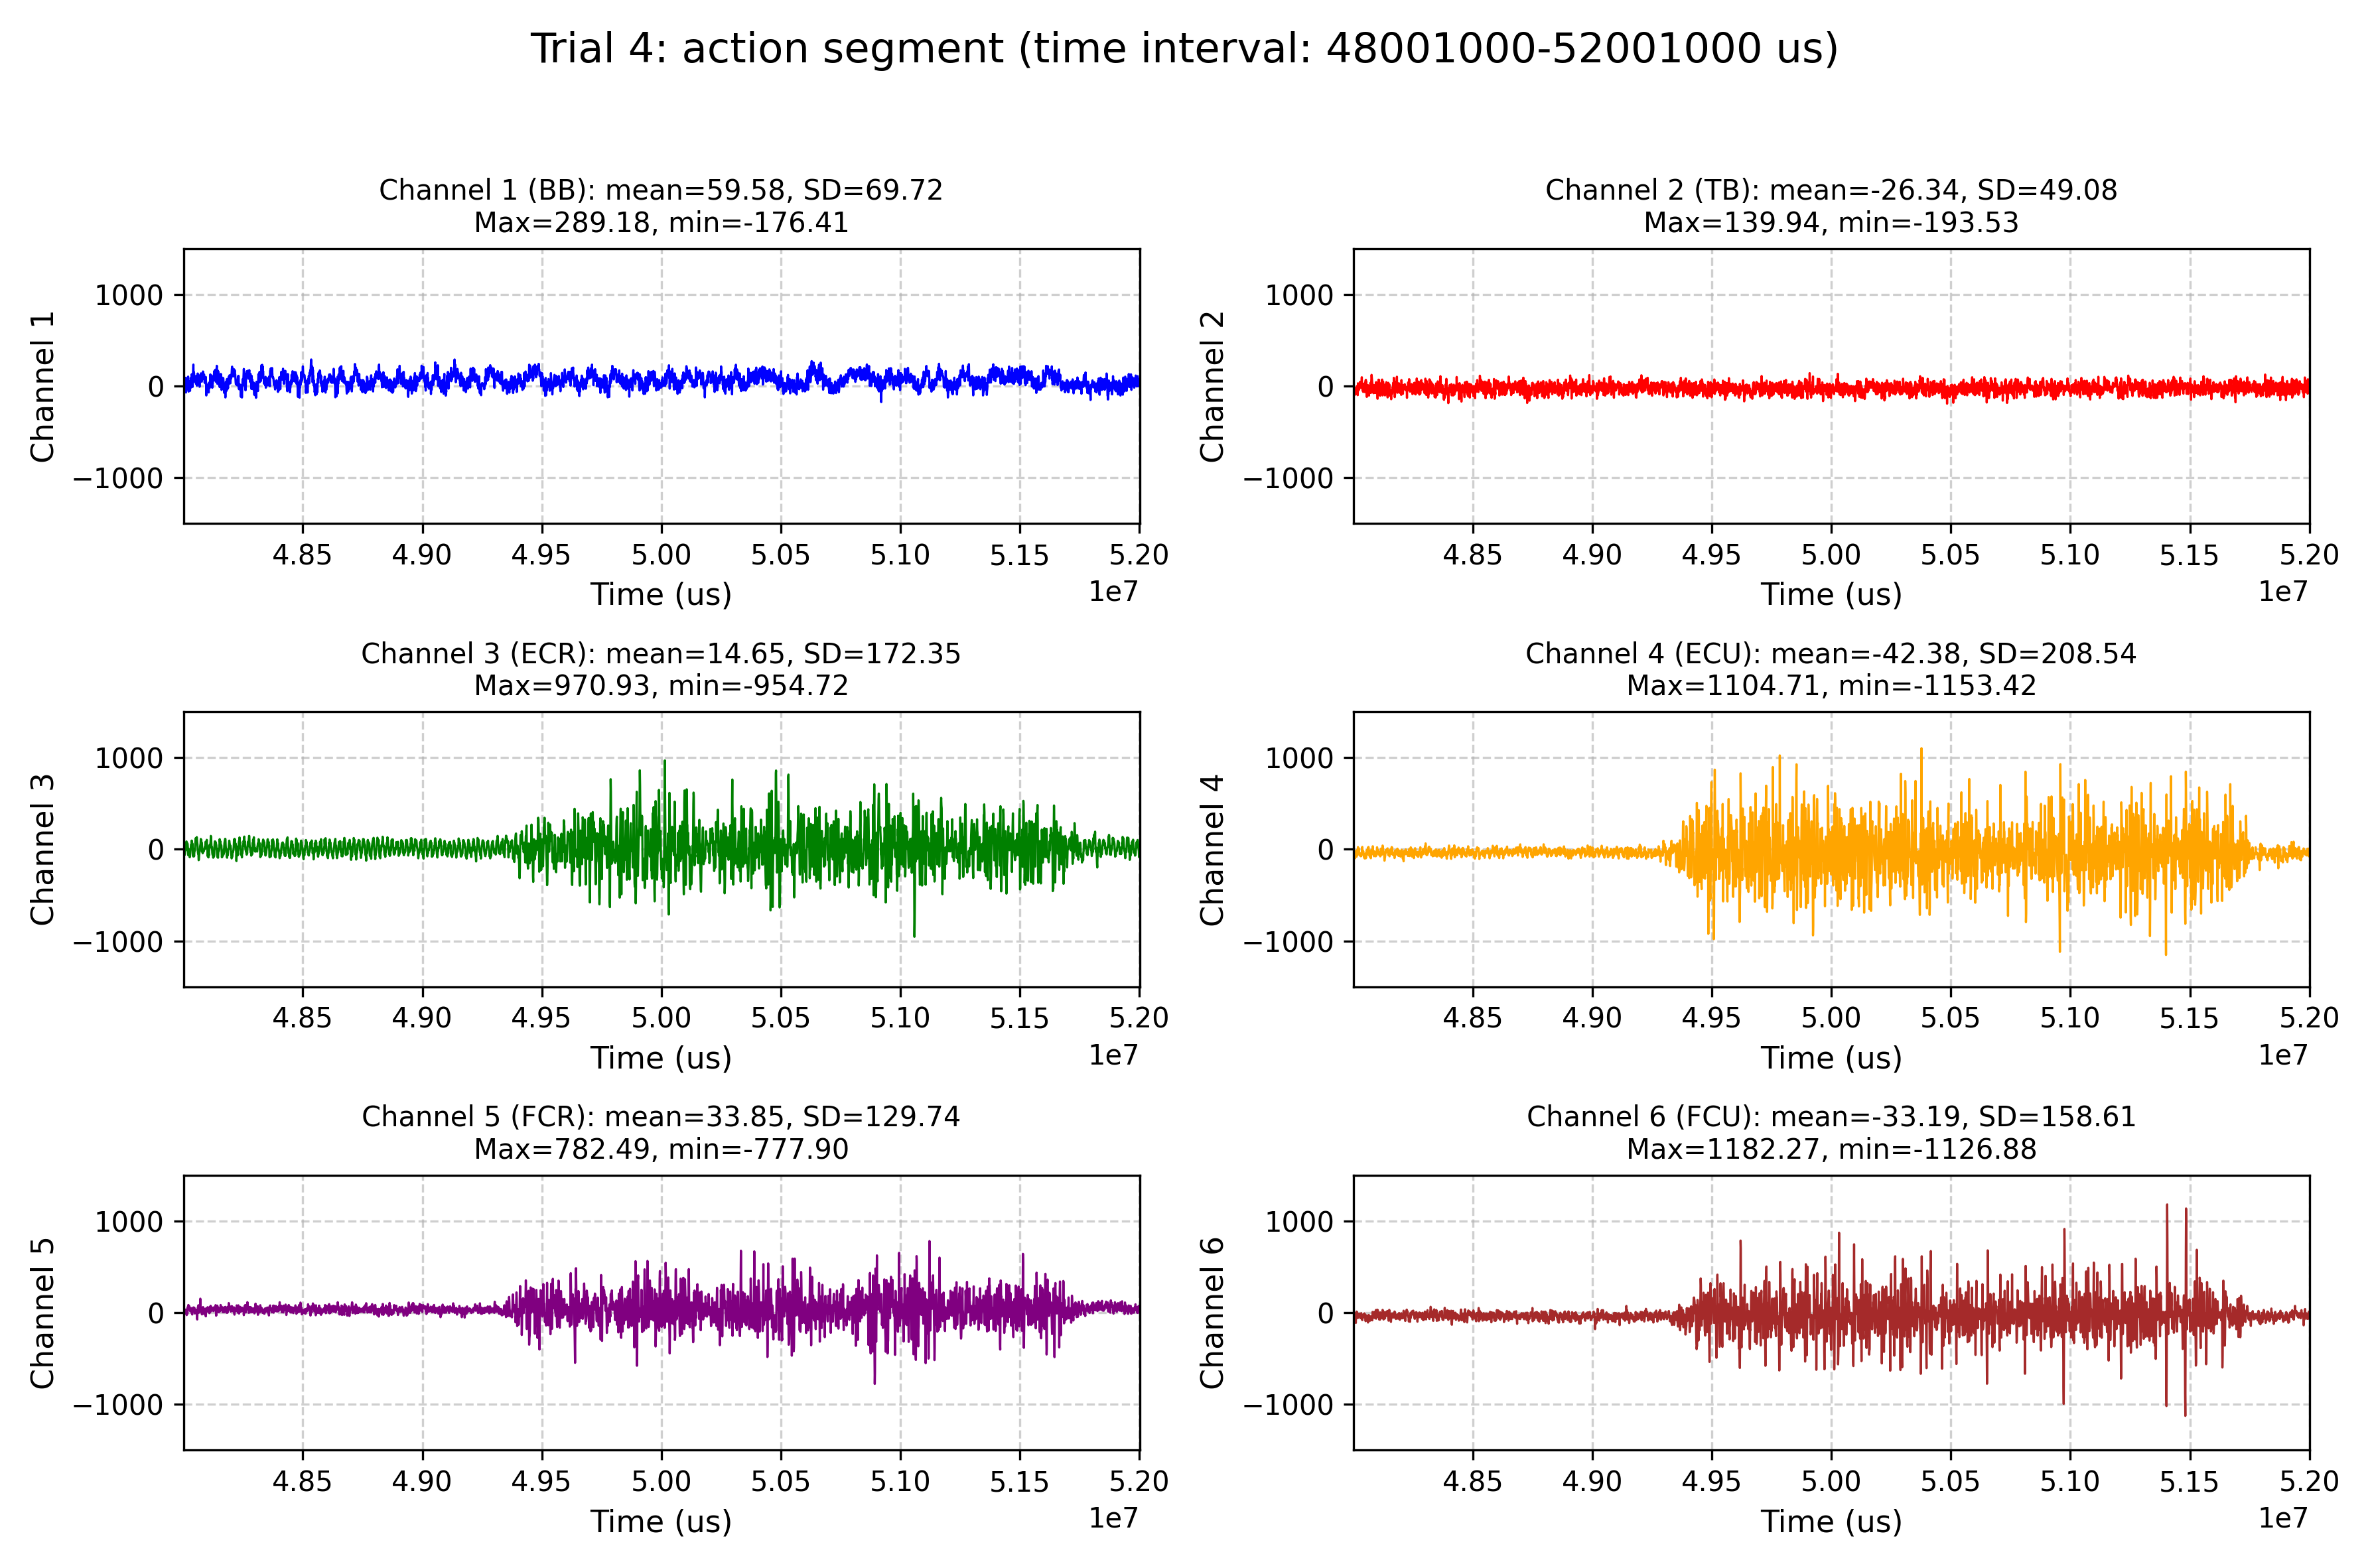 Trial 4: action segment (time interval: 48001000-52001000 us)
Channel 1 (BB): mean=59.58, SD=69.72
Max=289.18, min=-176.41
1000
0
−1000
Channel 1
4.85 4.90 4.95 5.00 5.05 5.10 5.15 5.20
Time (us)
1e7
Channel 2 (TB): mean=-26.34, SD=49.08
Max=139.94, min=-193.53
1000
0
−1000
Channel 2
4.85 4.90 4.95 5.00 5.05 5.10 5.15 5.20
Time (us)
1e7
Channel 3 (ECR): mean=14.65, SD=172.35
Max=970.93, min=-954.72
1000
0
−1000
Channel 3
4.85 4.90 4.95 5.00 5.05 5.10 5.15 5.20
Time (us)
1e7
Channel 4 (ECU): mean=-42.38, SD=208.54
Max=1104.71, min=-1153.42
1000
0
−1000
Channel 4
4.85 4.90 4.95 5.00 5.05 5.10 5.15 5.20
Time (us)
1e7
Channel 5 (FCR): mean=33.85, SD=129.74
Max=782.49, min=-777.90
1000
0
−1000
Channel 5
4.85 4.90 4.95 5.00 5.05 5.10 5.15 5.20
Time (us)
1e7
Channel 6 (FCU): mean=-33.19, SD=158.61
Max=1182.27, min=-1126.88
1000
0
−1000
Channel 6
4.85 4.90 4.95 5.00 5.05 5.10 5.15 5.20
Time (us)
1e7